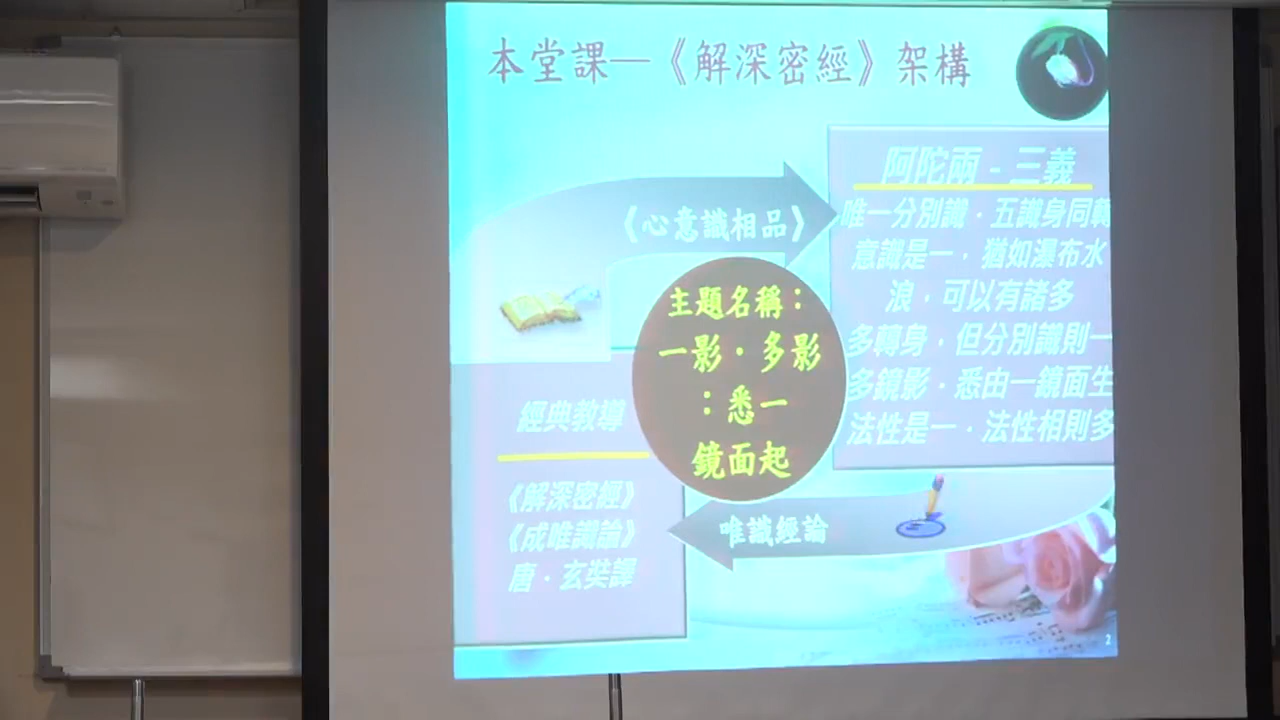 本堂課—《解深密經》架構
阿陀兩-三義
唯一分別識．五識身同轉
意識是一，猶如瀑布水
浪，可以有諸多
多轉身，但分別識則一
多鏡影．悉由一鏡面生
法性是一．法性相則多
《心意識相品》
主題名稱：
一影．多影
：悉一
鏡面起
經典教導
《解深密經》
《成唯識論》
唐．玄奘譯
唯識經論
2